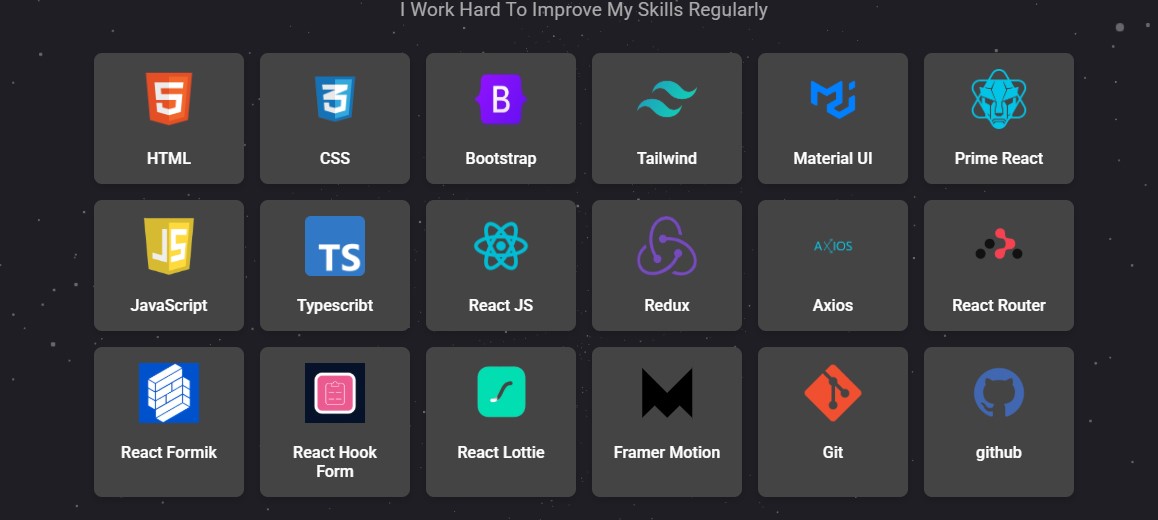 I Work Hard To Improve My Skills Regularly
5
3
B
HTML
CSS
Bootstrap
Tailwind
Material UI
Prime React
JS
TS
AXIOS
JavaScript
Typescribt
React JS
Redux
Axios
React Router
React Formik
React Hook
Form
React Lottie
Framer Motion
Git
github